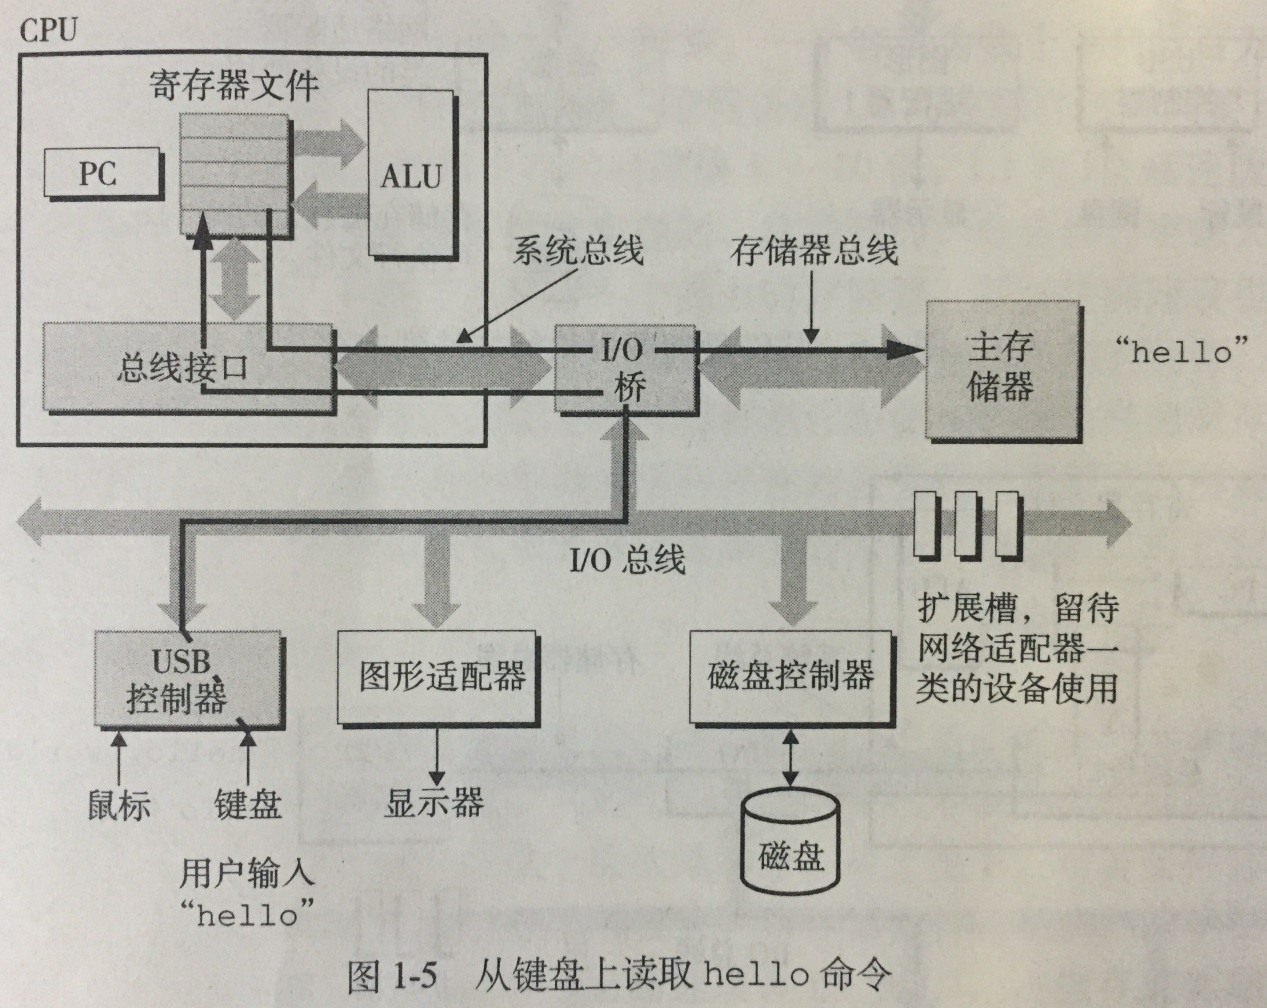 CPU
寄存器文件
PC
ALU
系统总线
存储器总线
总线接口
I/O
桥
主存
储器
“hello”
I/O 总线
扩展槽，留待
网络适配器一
类的设备使用
USB
控制器
图形适配器
磁盘控制器
鼠标
键盘
显示器
磁盘
用户输入
“hello”
图 1-5 从键盘上读取 hello 命令